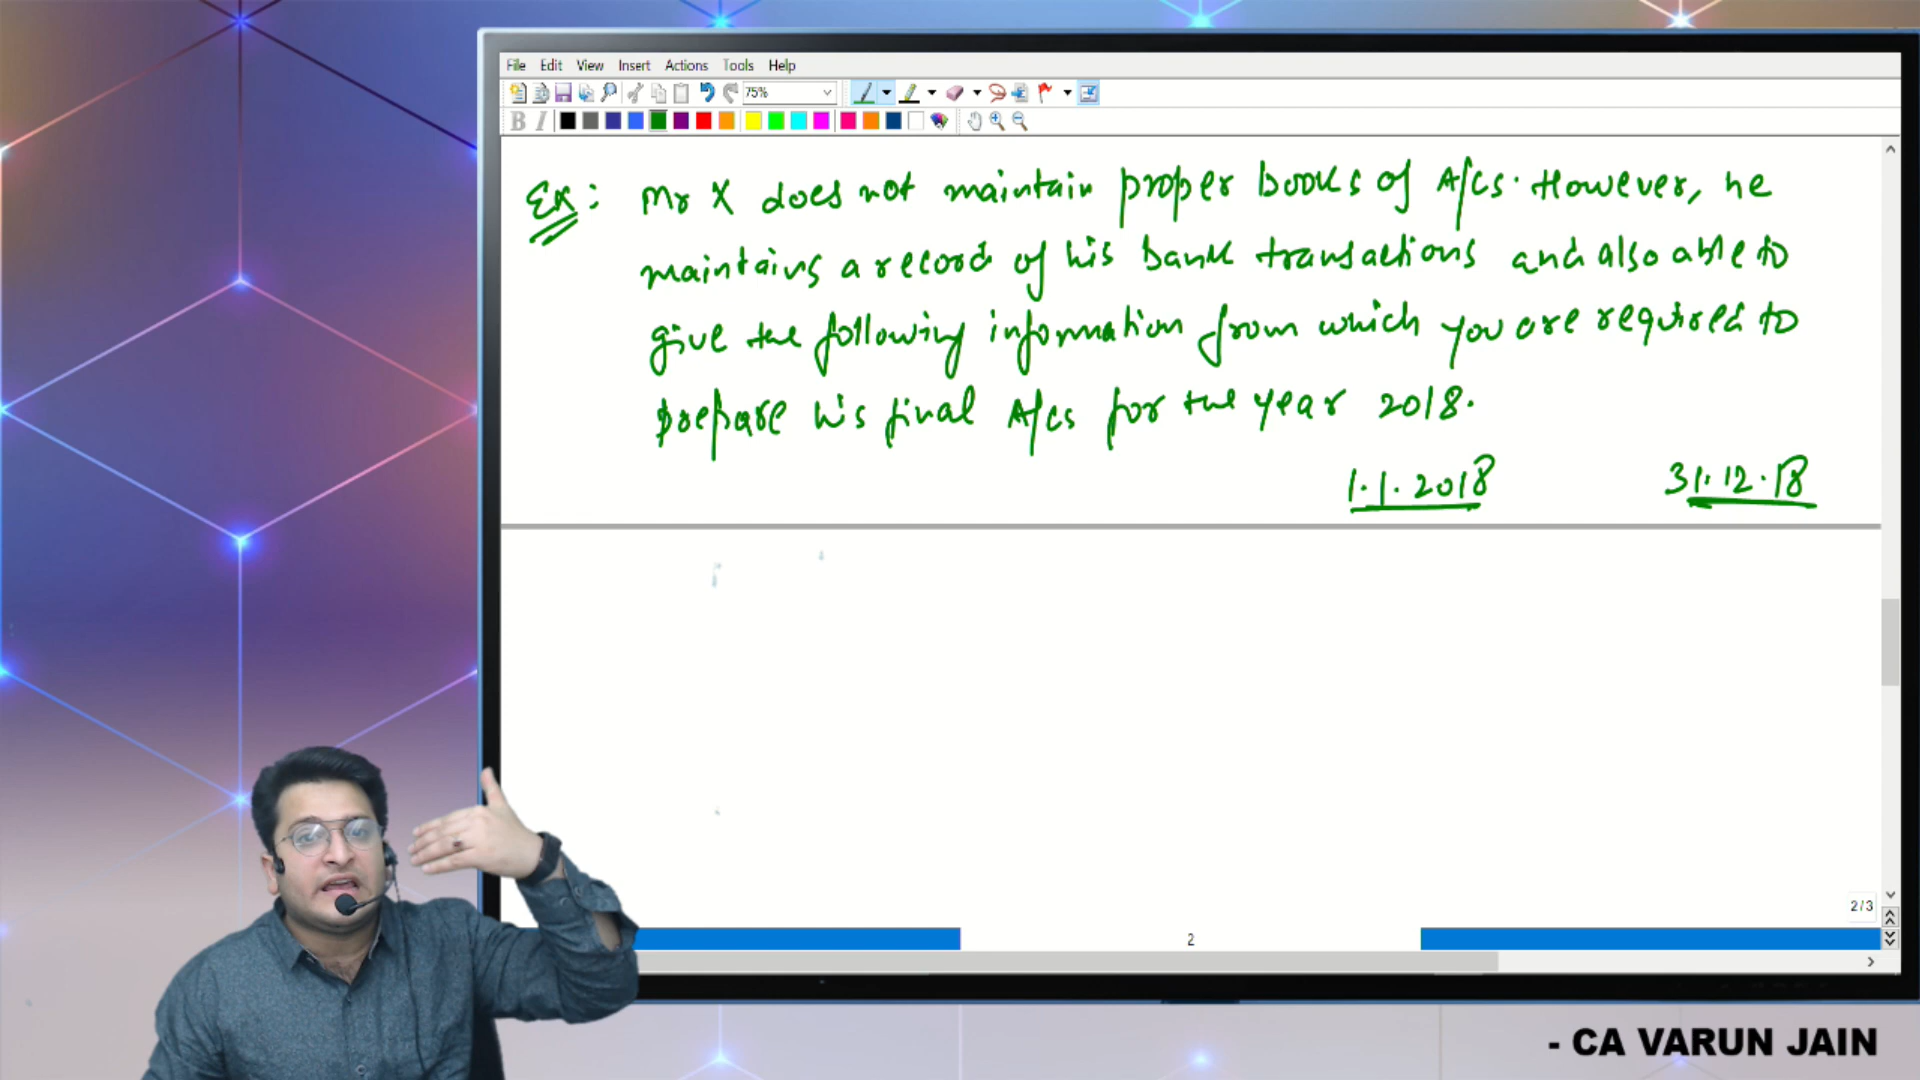 File Edit View Insert Actions Tools Help
75%
B I
Ex: Mr X does not maintain proper books of A/cs. However, he
maintains a record of his bank transactions and also able to
give the following information from which you are required to
prepare his final A/cs for the year 2018.
1.1.2018 31.12.18
2/3
2
- CA VARUN JAIN